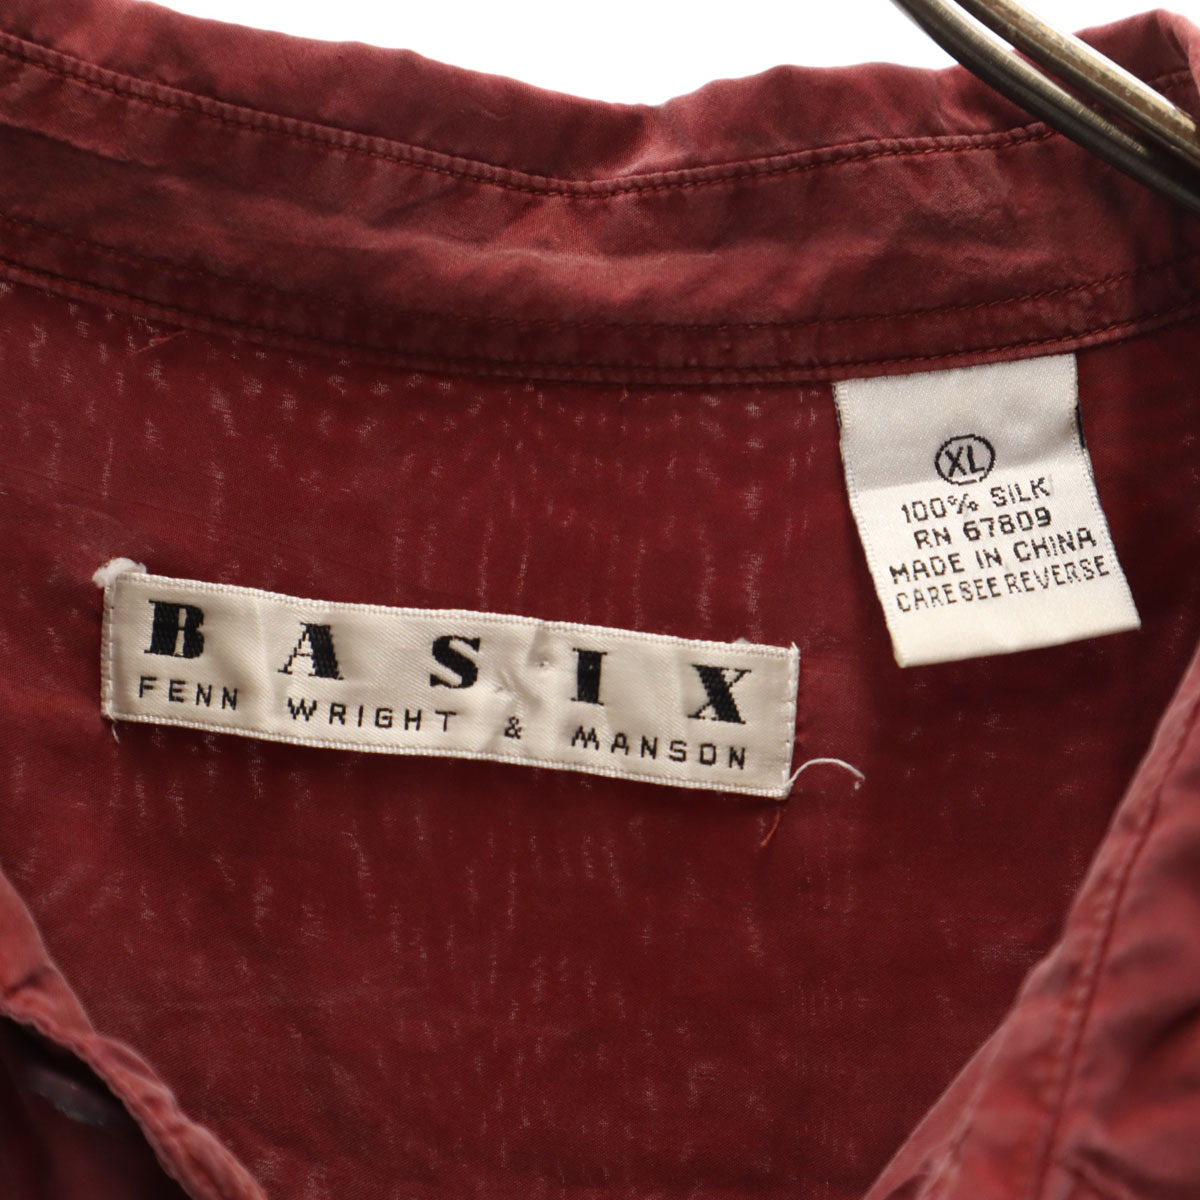 BASIX
FENN WRIGHT & MANSON
XL
100% SILK
RN 67809
MADE IN CHINA
CARE SEE REVERSE